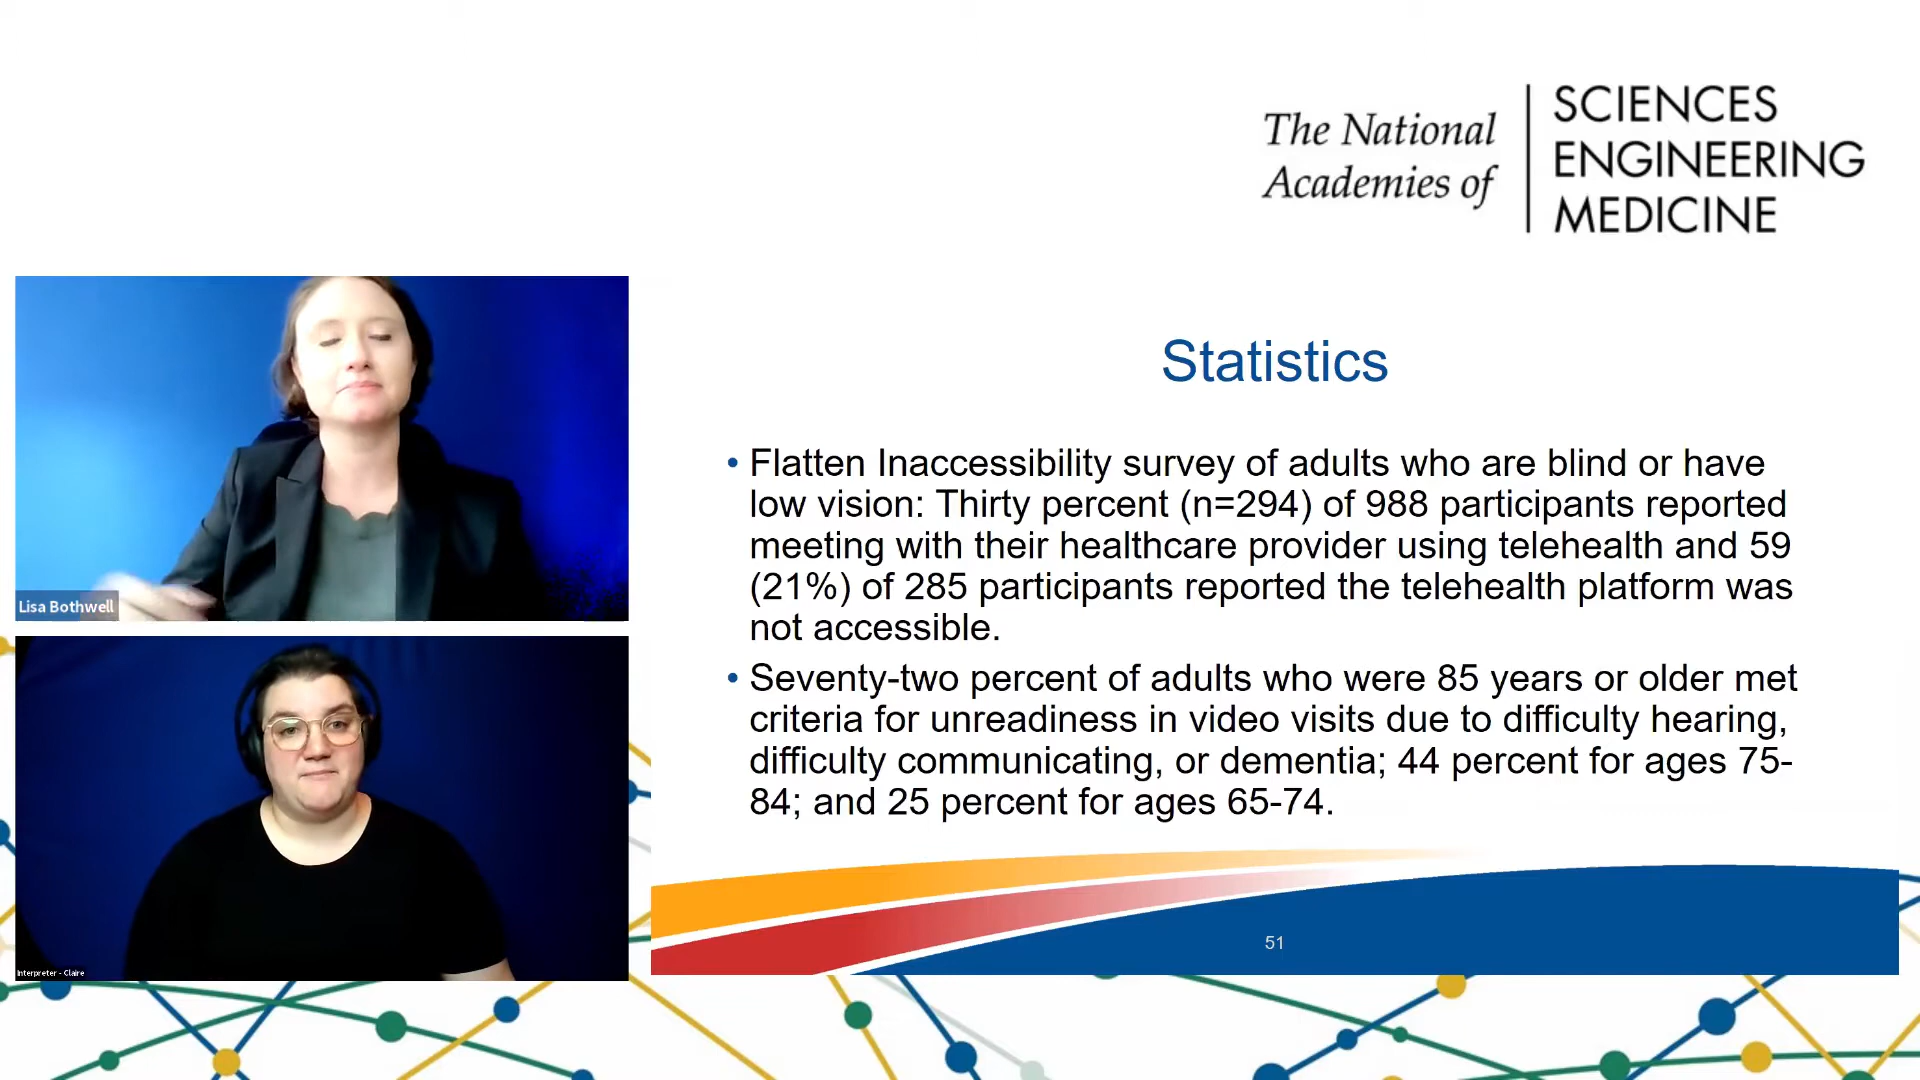 The National
Academies of
SCIENCES
ENGINEERING
MEDICINE
Lisa Bothwell
Interpreter - Claire
Statistics
• Flatten Inaccessibility survey of adults who are blind or have
low vision: Thirty percent (n=294) of 988 participants reported
meeting with their healthcare provider using telehealth and 59
(21%) of 285 participants reported the telehealth platform was
not accessible.
• Seventy-two percent of adults who were 85 years or older met
criteria for unreadiness in video visits due to difficulty hearing,
difficulty communicating, or dementia; 44 percent for ages 75-
84; and 25 percent for ages 65-74.
51